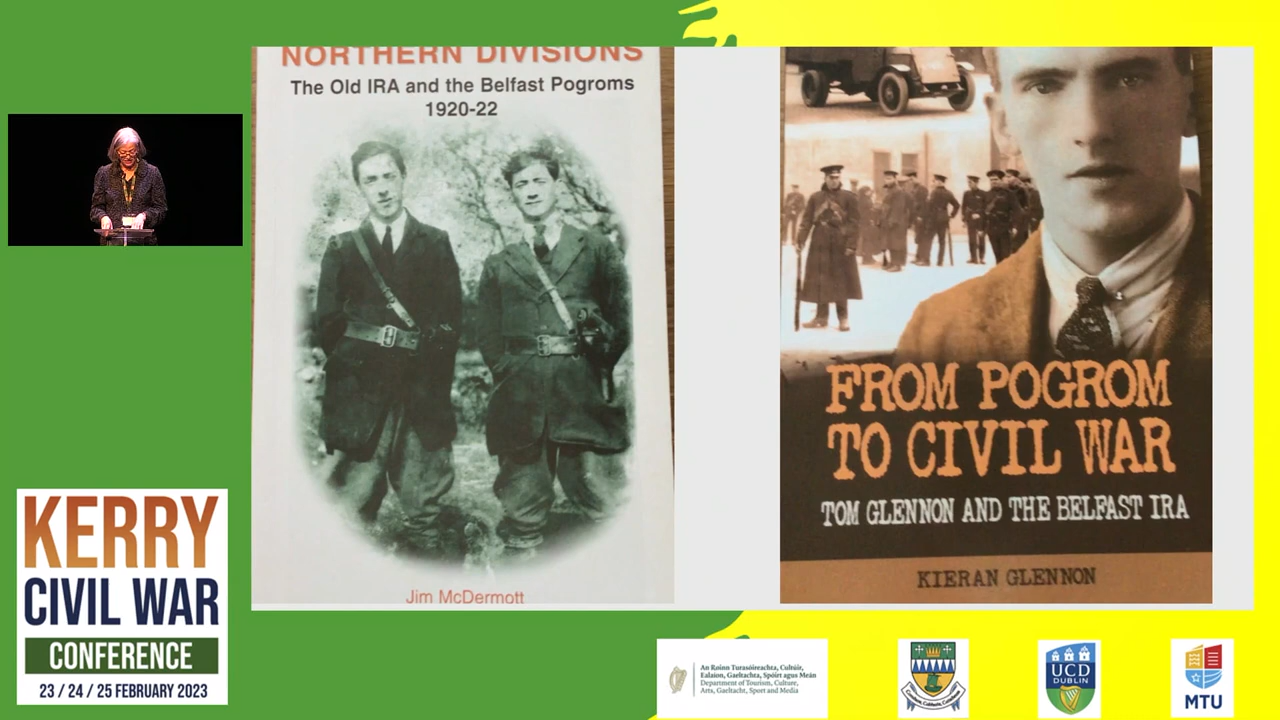 NORTHERN DIVISIONS
The Old IRA and the Belfast Pogroms
1920-22
Jim McDermott
FROM POGROM
TO CIVIL WAR
TOM GLENNON AND THE BELFAST IRA
KIERAN GLENNON
KERRY
CIVIL WAR
CONFERENCE
23 / 24 / 25 FEBRUARY 2023
An Roinn Turasóireachta, Cultúir,
Ealaíon, Gaeltachta, Spóirt agus Meán
Department of Tourism, Culture,
Arts, Gaeltacht, Sport and Media
UCD
DUBLIN
MTU